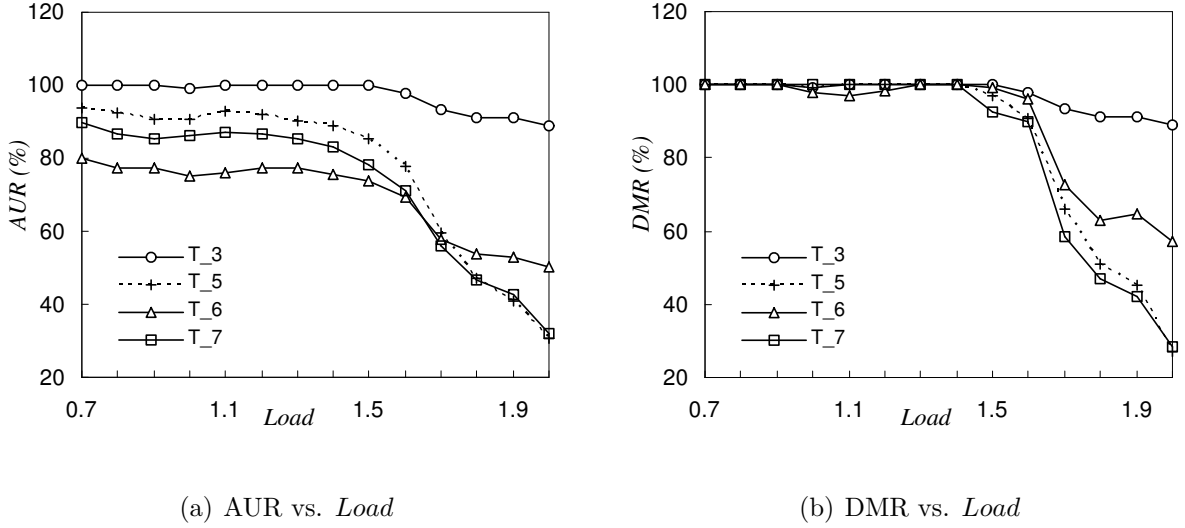 120
100
80
60
40
20
AUR (%)
T_3
T_5
T_6
T_7
0.7 1.1 1.5 1.9
Load
(a) AUR vs. Load
120
100
80
60
40
20
DMR (%)
T_3
T_5
T_6
T_7
0.7 1.1 1.5 1.9
Load
(b) DMR vs. Load